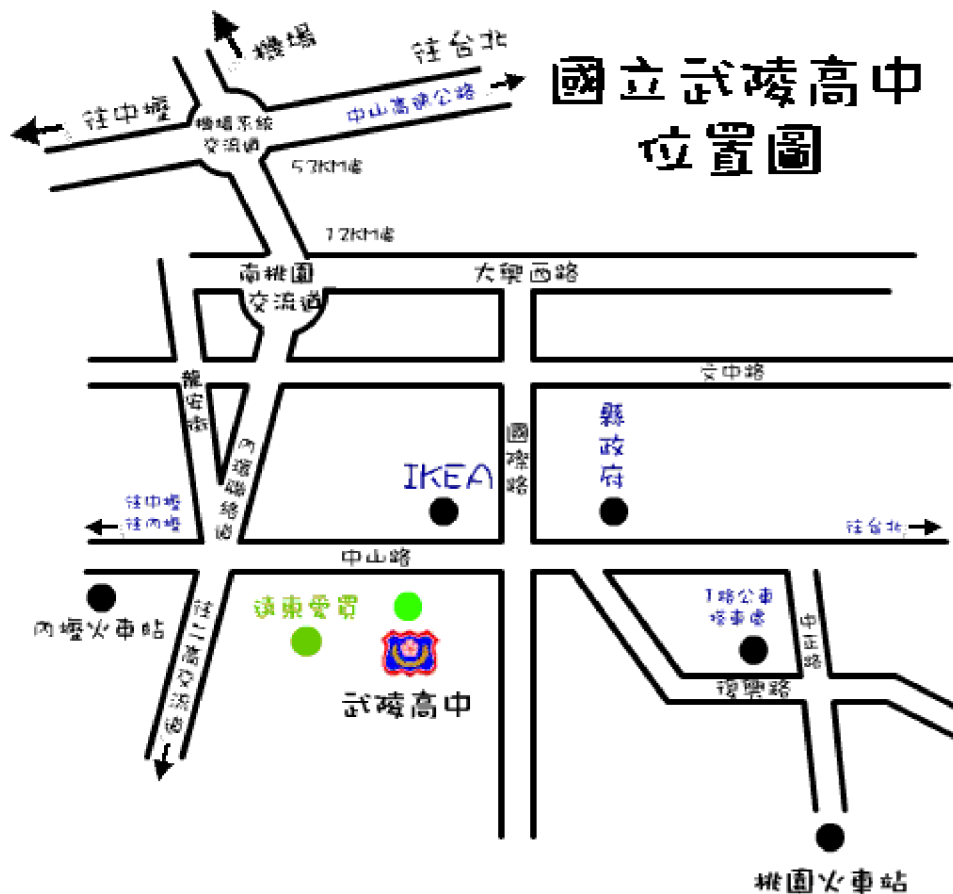 機場
往台北
國立武陵高中
位置圖
往中壢
中山高速公路
機場系統
交流道
53KM處
12KM處
南桃園
交流道
大興西路
文中路
龍安街
內環聯絡道
國際路
縣政府
IKEA
往中壢
往內壢
往台北
中山路
內壢火車站
往二高交流道
遠東愛買
武陵高中
1路公車
搭車處
中正路
復興路
桃園火車站